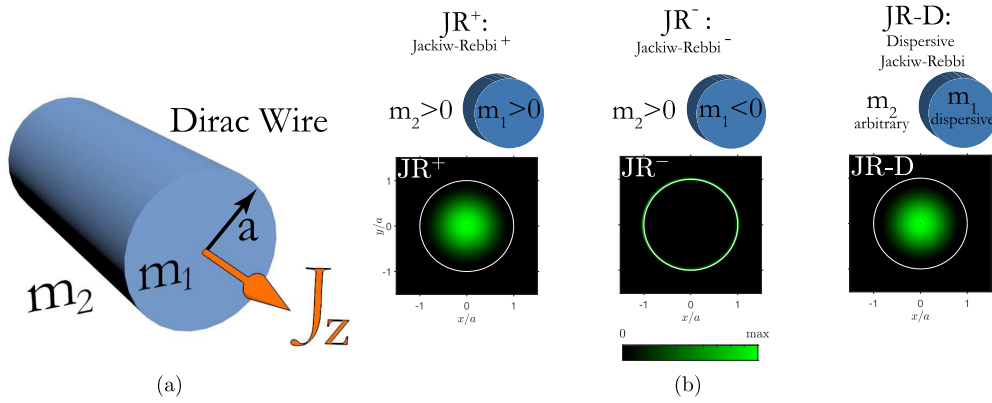 Dirac Wire
a
m₁
m₂
J_z
(a)
JR⁺:
Jackiw-Rebbi ⁺
m₂>0
m₁>0
JR⁺
1
0
-1
y/a
-1 0 1
x/a
JR⁻:
Jackiw-Rebbi ⁻
m₂>0
m₁<0
JR⁻
-1 0 1
x/a
0 max
(b)
JR-D:
Dispersive
Jackiw-Rebbi
m₂
arbitrary
m₁
dispersive
JR-D
-1 0 1
x/a